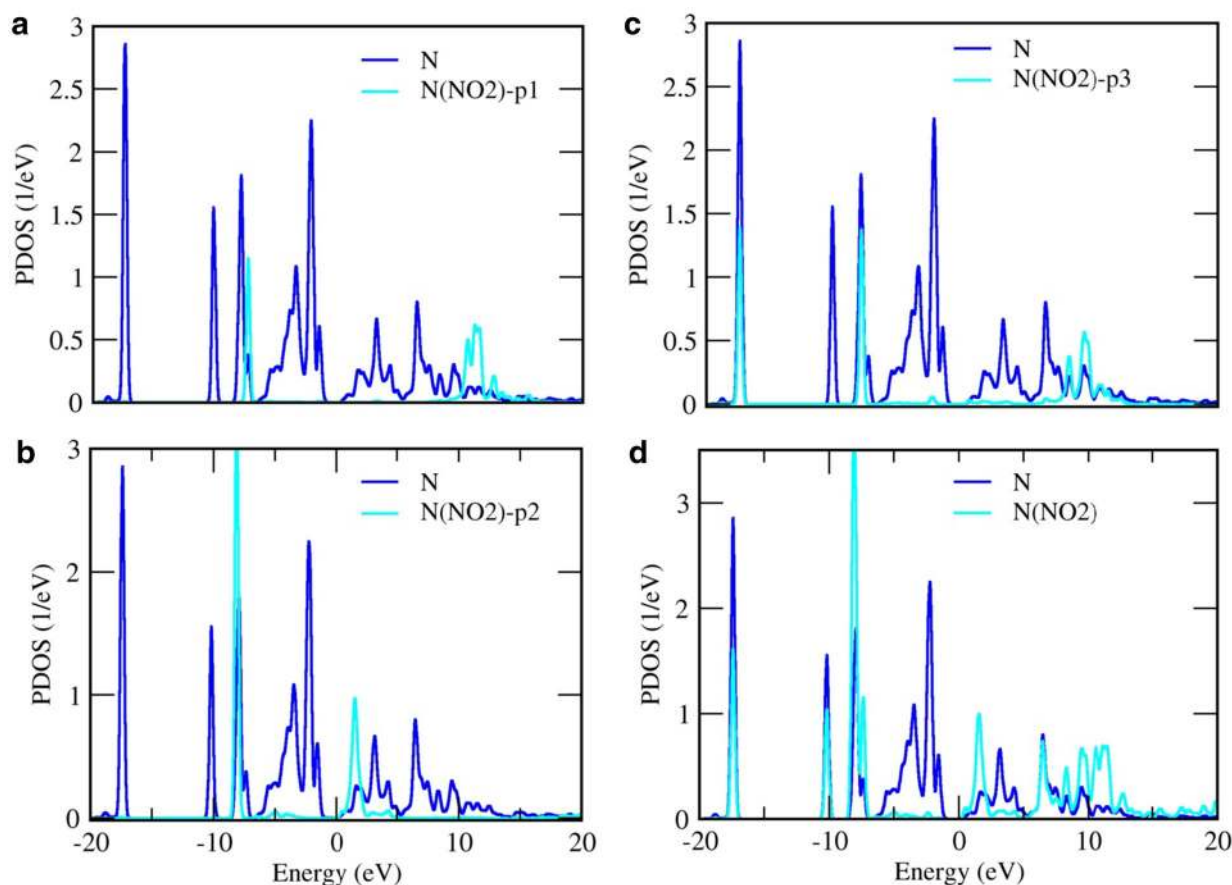 a
3
2.5
2
1.5
1
0.5
0
PDOS (1/eV)
N
N(NO2)-p1
c
3
2.5
2
1.5
1
0.5
0
PDOS (1/eV)
N
N(NO2)-p3
b
3
2
1
0
PDOS (1/eV)
N
N(NO2)-p2
-20
-10
0
10
20
Energy (eV)
d
3
2
1
0
PDOS (1/eV)
N
N(NO2)
-20
-10
0
10
20
Energy (eV)